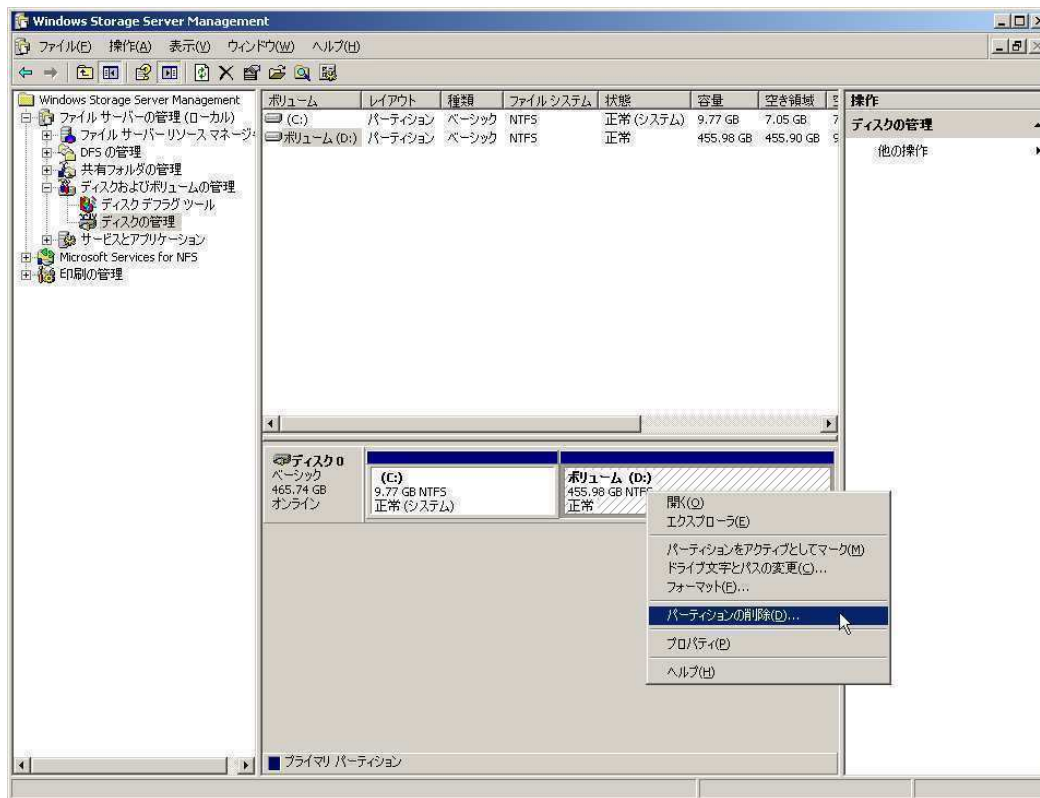 Windows Storage Server Management
ファイル(F) 操作(A) 表示(V) ウィンドウ(W) ヘルプ(H)
Windows Storage Server Management
ファイル サーバーの管理 (ローカル)
ファイル サーバー リソース マネージ
DFS の管理
共有フォルダの管理
ディスクおよびボリュームの管理
ディスク デフラグ ツール
ディスクの管理
サービスとアプリケーション
Microsoft Services for NFS
印刷の管理
ボリューム レイアウト 種類 ファイル システム 状態 容量 空き領域
(C:) パーティション ベーシック NTFS 正常 (システム) 9.77 GB 7.05 GB 7
ボリューム (D:) パーティション ベーシック NTFS 正常 455.98 GB 455.90 GB 9
ディスク 0
ベーシック
465.74 GB
オンライン
(C:)
9.77 GB NTFS
正常 (システム)
ボリューム (D:)
455.98 GB NTFS
正常
開く(O)
エクスプローラ(E)
パーティションをアクティブとしてマーク(M)
ドライブ文字とパスの変更(C)...
フォーマット(F)...
パーティションの削除(D)...
プロパティ(P)
ヘルプ(H)
プライマリ パーティション
操作
ディスクの管理
他の操作